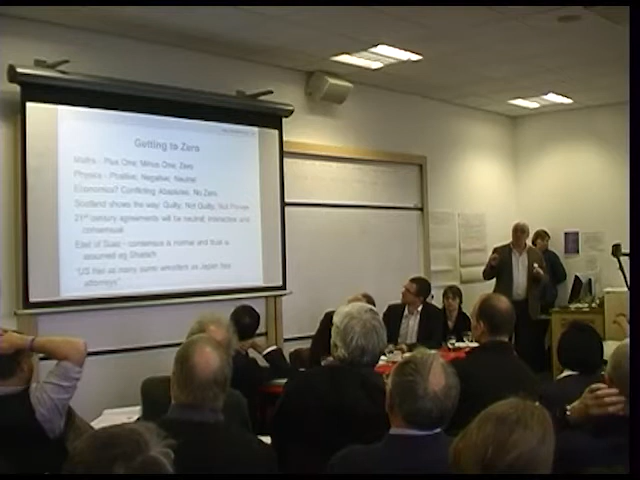 Getting to Zero
Maths - Plus One; Minus One; Zero
Physics - Positive; Negative; Neutral
Economics? Conflicting Absolutes. No Zero.
Scotland shows the way: Guilty; Not Guilty; Not Proven
21st century agreements will be neutral; interactive and
consensual
East of Suez - consensus is normal and trust is
assumed eg
"US has as many sumo wrestlers as Japan has
attorneys"